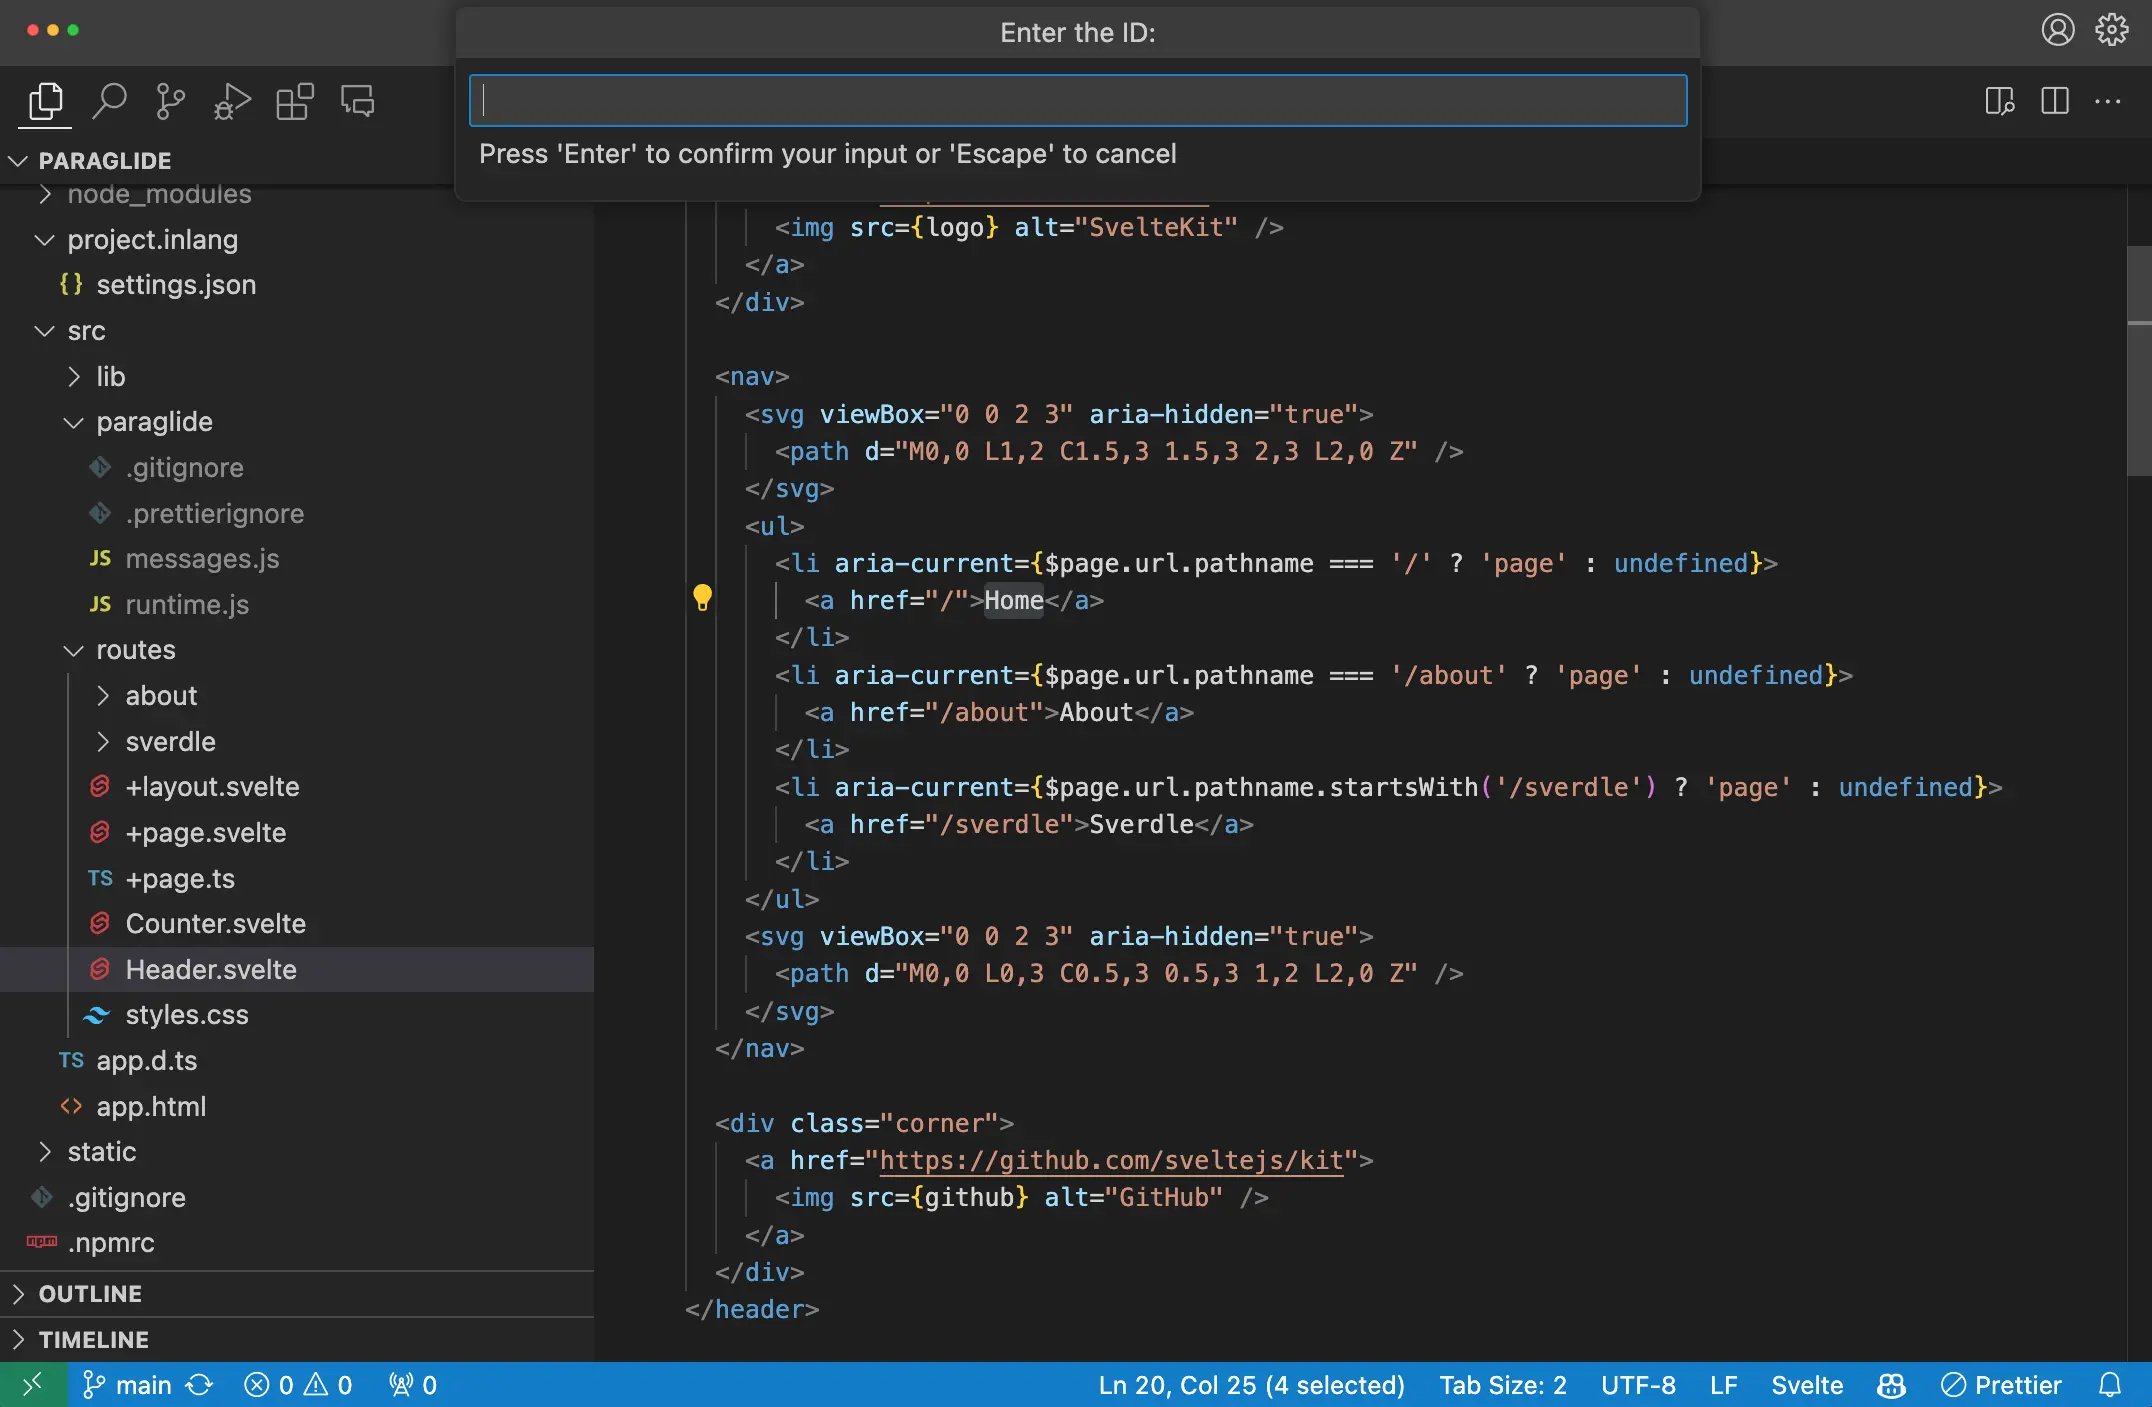 Enter the ID:
Press 'Enter' to confirm your input or 'Escape' to cancel
PARAGLIDE
node_modules
project.inlang
{} settings.json
src
lib
paraglide
.gitignore
.prettierignore
JS messages.js
JS runtime.js
routes
about
sverdle
+layout.svelte
+page.svelte
TS +page.ts
Counter.svelte
Header.svelte
styles.css
TS app.d.ts
<> app.html
static
.gitignore
.npmrc
OUTLINE
TIMELINE
<img src={logo} alt="SvelteKit" />
</a>
</div>
<nav>
<svg viewBox="0 0 2 3" aria-hidden="true">
<path d="M0,0 L1,2 C1.5,3 1.5,3 2,3 L2,0 Z" />
</svg>
<ul>
<li aria-current={$page.url.pathname === '/' ? 'page' : undefined}>
<a href="/">Home</a>
</li>
<li aria-current={$page.url.pathname === '/about' ? 'page' : undefined}>
<a href="/about">About</a>
</li>
<li aria-current={$page.url.pathname.startsWith('/sverdle') ? 'page' : undefined}>
<a href="/sverdle">Sverdle</a>
</li>
</ul>
<svg viewBox="0 0 2 3" aria-hidden="true">
<path d="M0,0 L0,3 C0.5,3 0.5,3 1,2 L2,0 Z" />
</svg>
</nav>
<div class="corner">
<a href="https://github.com/sveltejs/kit">
<img src={github} alt="GitHub" />
</a>
</div>
</header>
main 0 0 0 Ln 20, Col 25 (4 selected) Tab Size: 2 UTF-8 LF Svelte Prettier